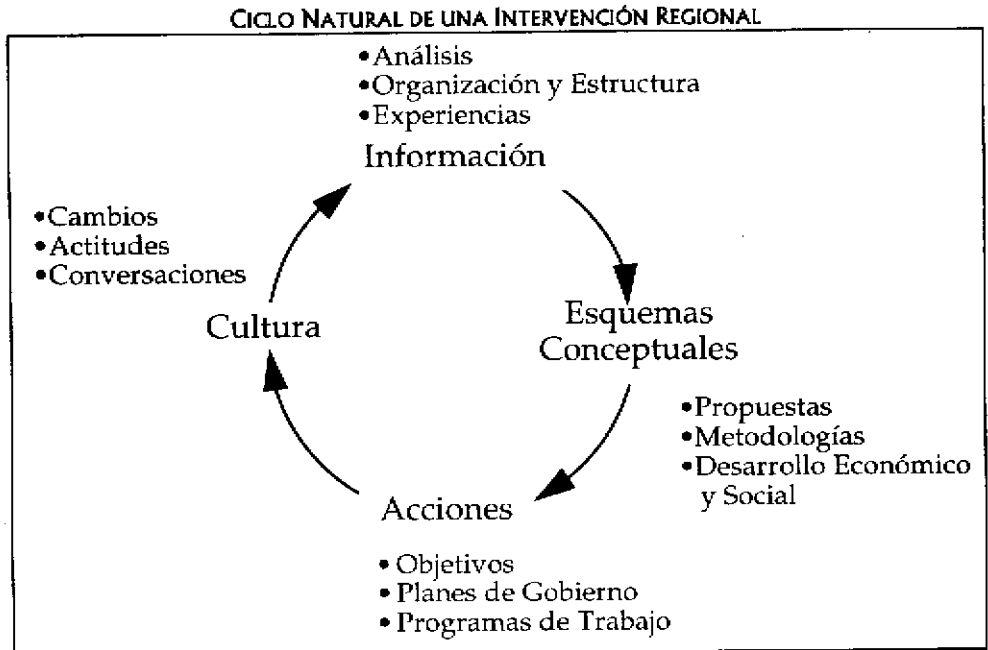 CICLO NATURAL DE UNA INTERVENCIÓN REGIONAL
•Análisis
•Organización y Estructura
•Experiencias
Información
•Cambios
•Actitudes
•Conversaciones
Cultura
Esquemas
Conceptuales
•Propuestas
•Metodologías
•Desarrollo Económico
y Social
Acciones
• Objetivos
• Planes de Gobierno
• Programas de Trabajo